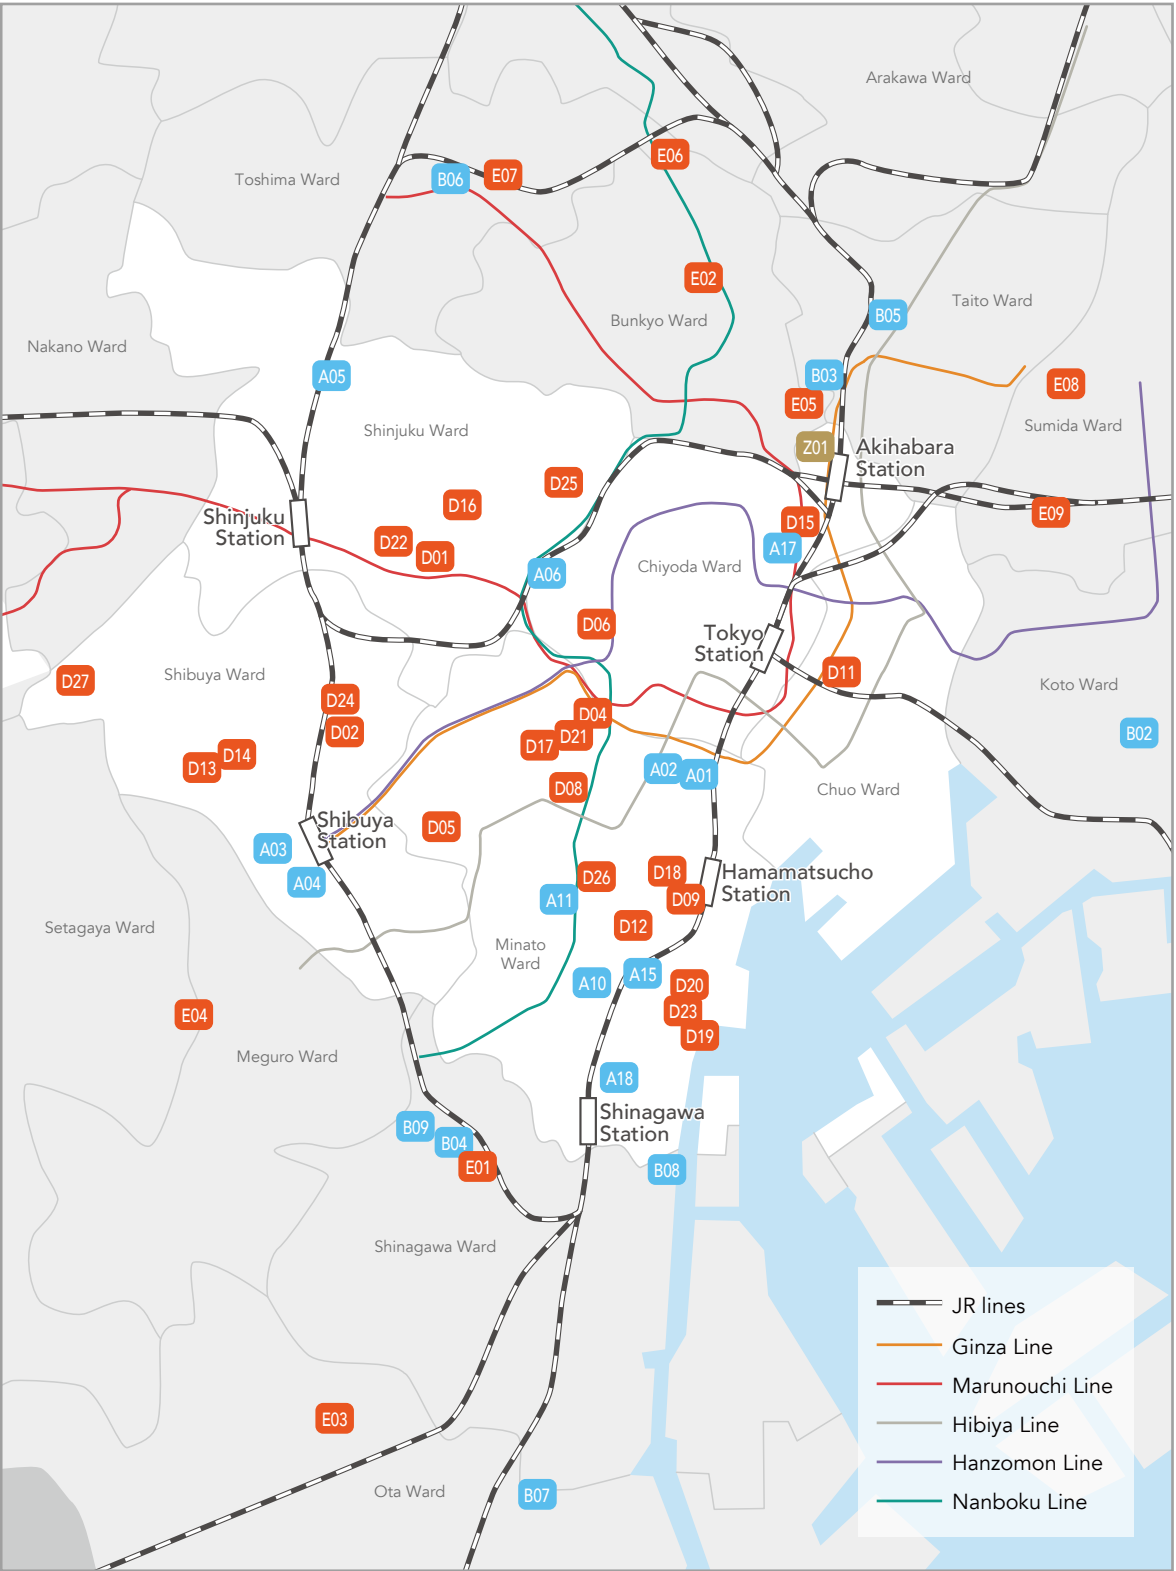 Arakawa Ward
E06
Toshima Ward
B06
E07
E02
Taito Ward
B05
Bunkyo Ward
Nakano Ward
A05
B03
E08
E05
Sumida Ward
Shinjuku Ward
Z01
Akihabara
Station
D25
D16
E09
Shinjuku
Station
D15
D22
D01
A17
Chiyoda Ward
A06
D06
Tokyo
Station
Shibuya Ward
D27
D11
Koto Ward
D24
D04
D02
D21
D17
B02
D14
D13
A02
A01
D08
Chuo Ward
Shibuya
Station
D05
A03
A04
D26
D18
Hamamatsucho
Station
D09
A11
D12
Setagaya Ward
Minato
Ward
A15
A10
D20
D23
E04
D19
Meguro Ward
A18
Shinagawa
Station
B09
B04
E01
B08
Shinagawa Ward
JR lines
Ginza Line
Marunouchi Line
Hibiya Line
Hanzomon Line
Nanboku Line
E03
Ota Ward
B07